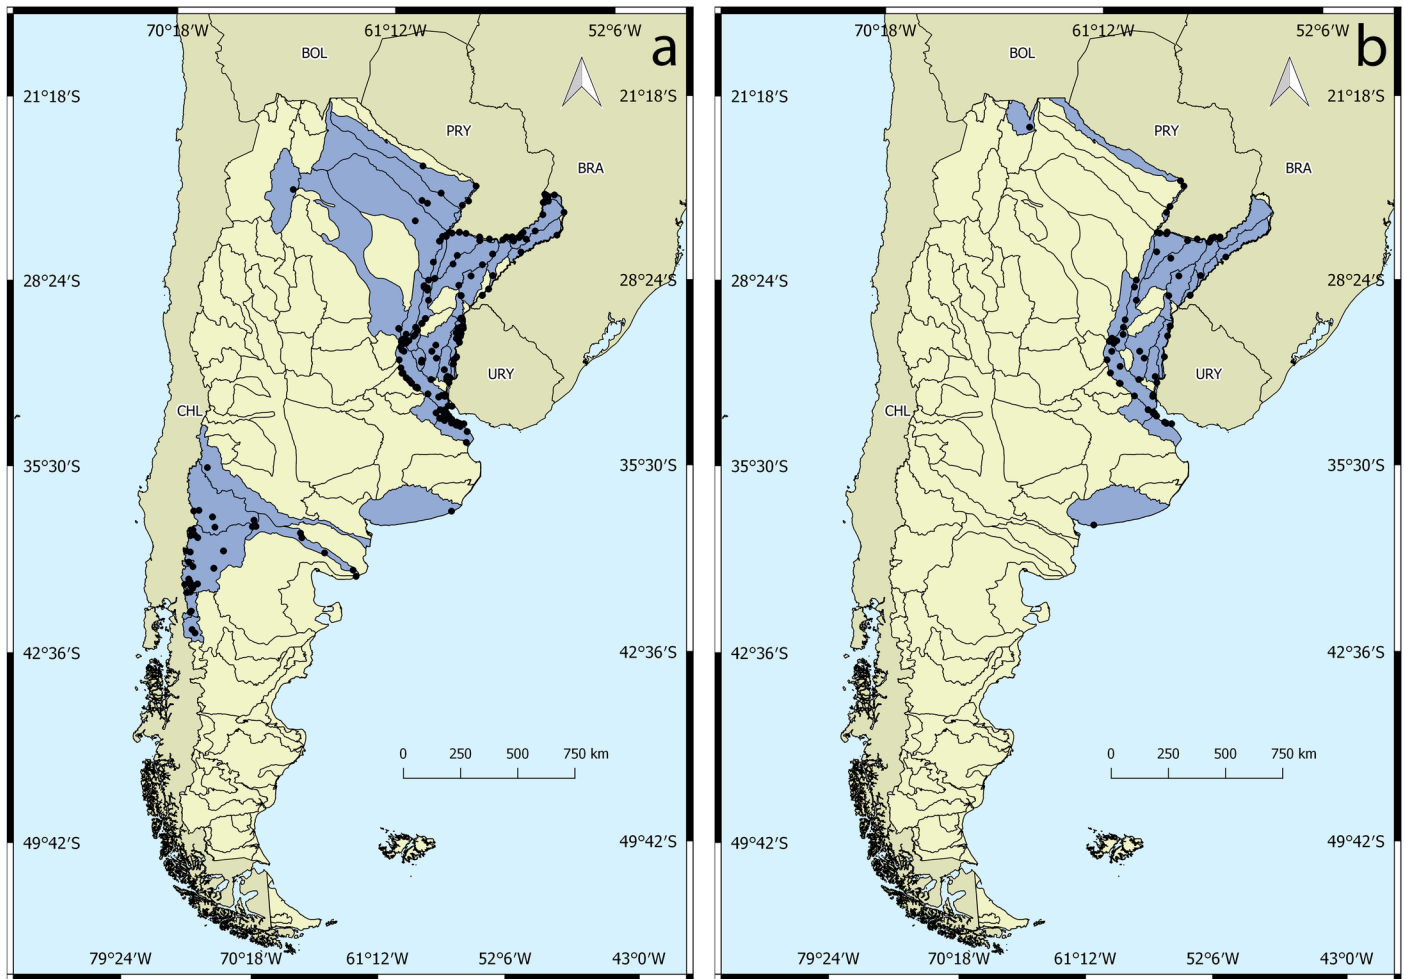 70°18′W 61°12′W 52°6′W
a
BOL
21°18′S 21°18′S
PRY
BRA
28°24′S 28°24′S
URY
CHL
35°30′S 35°30′S
42°36′S 42°36′S
0 250 500 750 km
49°42′S 49°42′S
79°24′W 70°18′W 61°12′W 52°6′W 43°0′W
70°18′W 61°12′W 52°6′W
b
BOL
21°18′S 21°18′S
PRY
BRA
28°24′S 28°24′S
URY
CHL
35°30′S 35°30′S
42°36′S 42°36′S
0 250 500 750 km
49°42′S 49°42′S
79°24′W 70°18′W 61°12′W 52°6′W 43°0′W